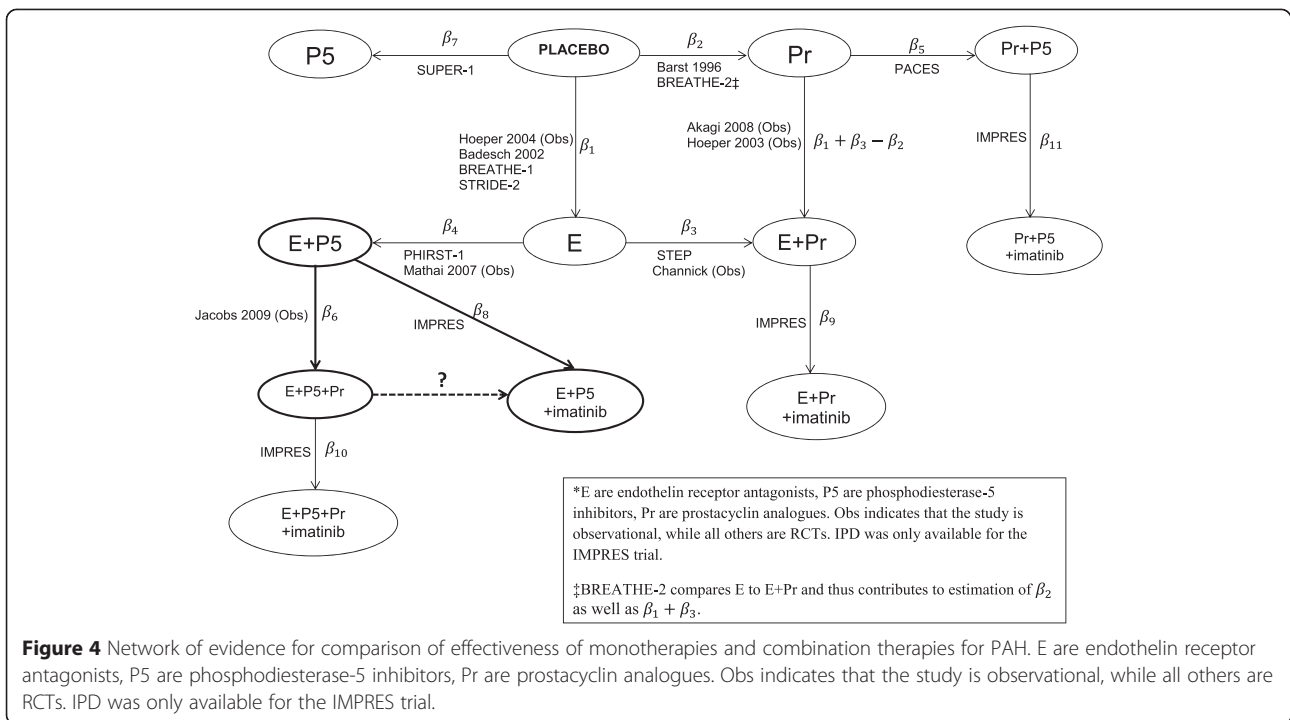 β7
β2
β5
P5
PLACEBO
Pr
Pr+P5
SUPER-1
Barst 1996
BREATHE-2‡
PACES
Hoeper 2004 (Obs)
Badesch 2002
BREATHE-1
STRIDE-2
β1
Akagi 2008 (Obs)
Hoeper 2003 (Obs)
β1 + β3 − β2
IMPRES
β11
β4
β3
E+P5
E
E+Pr
Pr+P5
+imatinib
PHIRST-1
Mathai 2007 (Obs)
STEP
Channick (Obs)
Jacobs 2009 (Obs)
β6
IMPRES
β8
IMPRES
β9
?
E+P5+Pr
E+P5
+imatinib
E+Pr
+imatinib
IMPRES
β10
E+P5+Pr
+imatinib
*E are endothelin receptor antagonists, P5 are phosphodiesterase-5
inhibitors, Pr are prostacyclin analogues. Obs indicates that the study is
observational, while all others are RCTs. IPD was only available for the
IMPRES trial.
‡BREATHE-2 compares E to E+Pr and thus contributes to estimation of β2
as well as β1 + β3.
Figure 4 Network of evidence for comparison of effectiveness of monotherapies and combination therapies for PAH. E are endothelin receptor
antagonists, P5 are phosphodiesterase-5 inhibitors, Pr are prostacyclin analogues. Obs indicates that the study is observational, while all others are
RCTs. IPD was only available for the IMPRES trial.